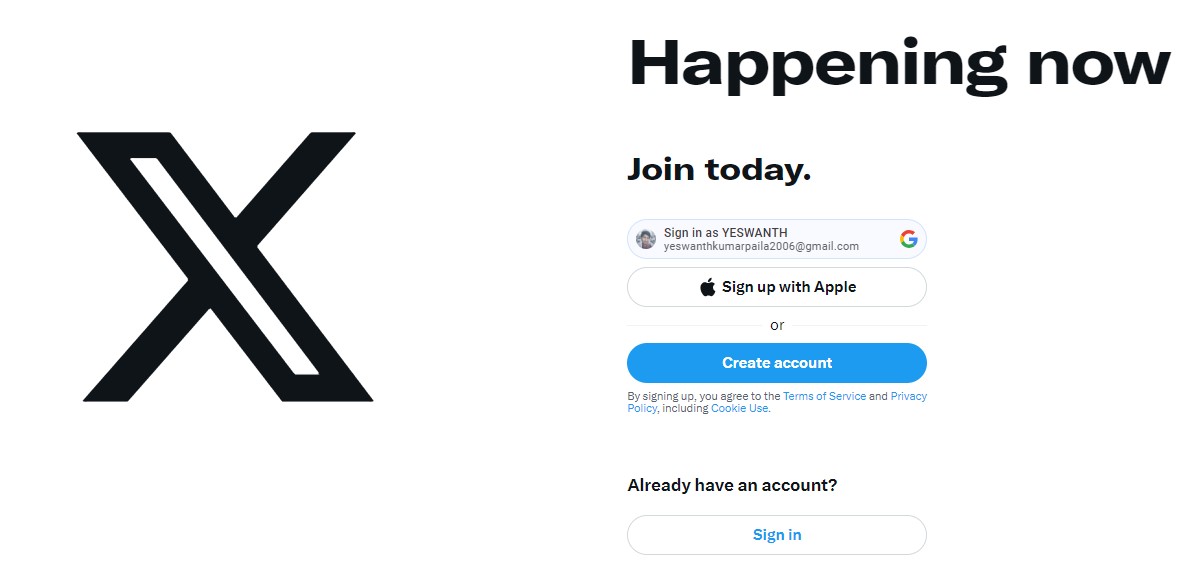 Happening now
Join today.
Sign in as YESWANTH
yeswanthkumarpaila2006@gmail.com
Sign up with Apple
or
Create account
By signing up, you agree to the Terms of Service and Privacy
Policy, including Cookie Use.
Already have an account?
Sign in